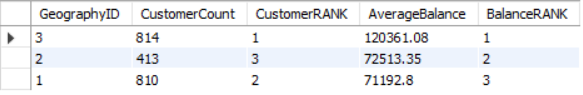 GeographyID CustomerCount CustomerRANK AverageBalance BalanceRANK
3 814 1 120361.08 1
2 413 3 72513.35 2
1 810 2 71192.8 3